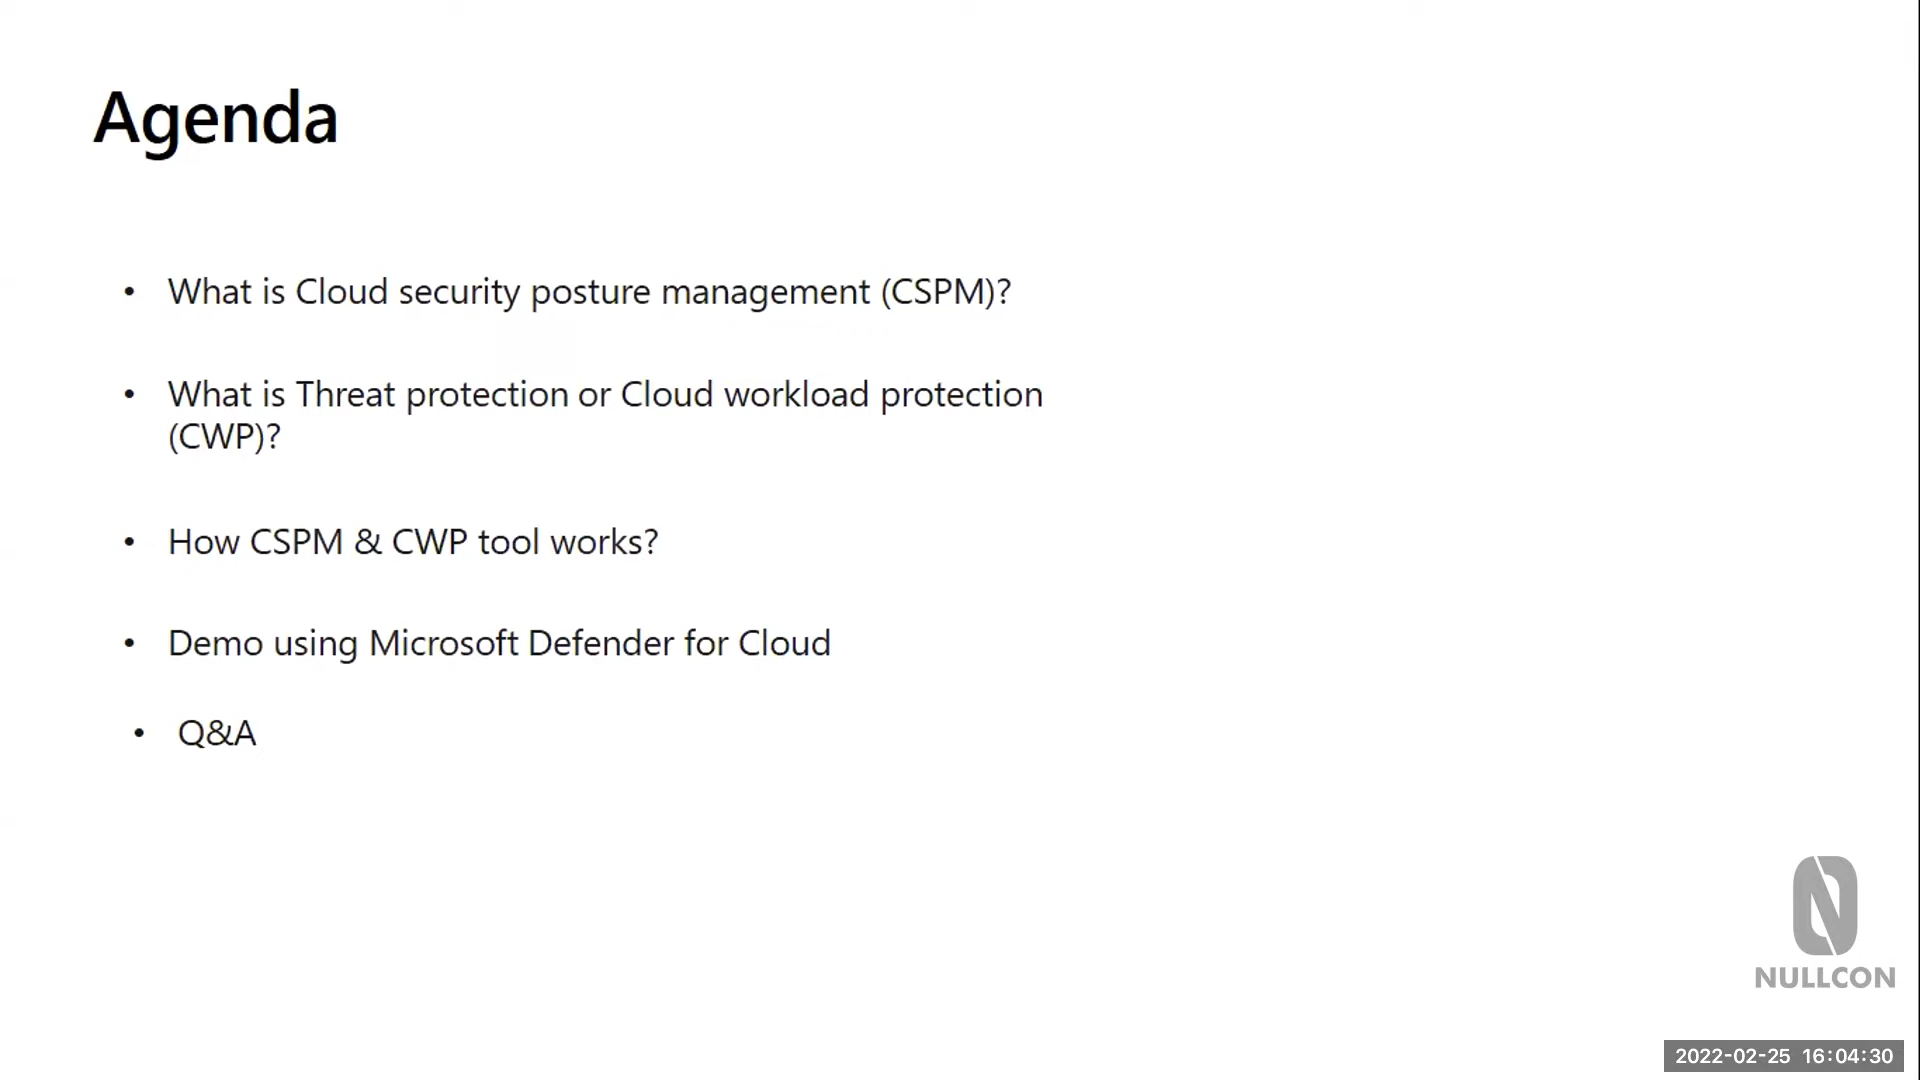 Agenda
• What is Cloud security posture management (CSPM)?
• What is Threat protection or Cloud workload protection
(CWP)?
• How CSPM & CWP tool works?
• Demo using Microsoft Defender for Cloud
• Q&A
NULLCON
2022-02-25 16:04:30